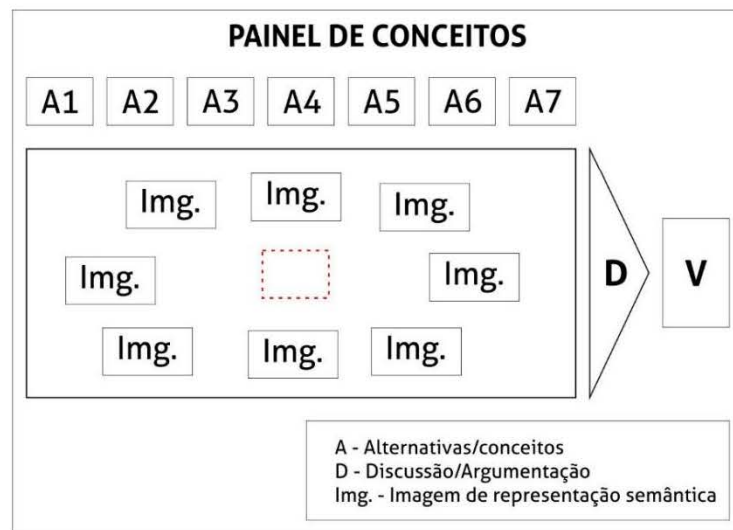 PAINEL DE CONCEITOS
A1 A2 A3 A4 A5 A6 A7
Img. Img. Img.
Img. Img.
Img. Img. Img.
D
V
A - Alternativas/conceitos
D - Discussão/Argumentação
Img. - Imagem de representação semântica